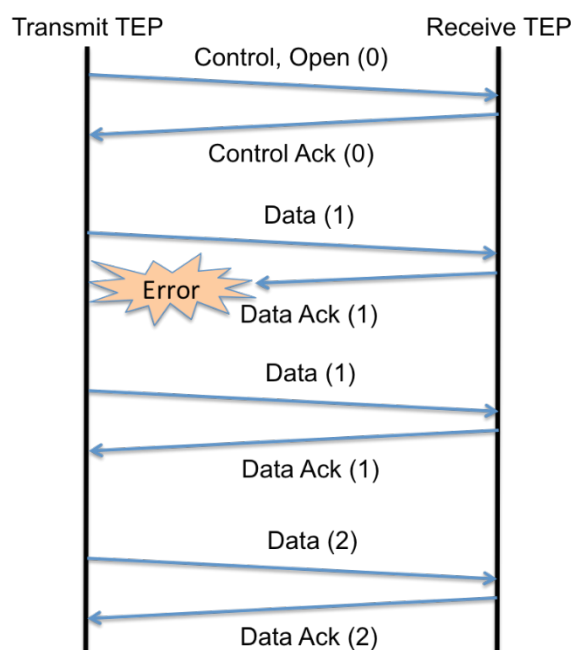 Transmit TEP
Receive TEP
Control, Open (0)
Control Ack (0)
Data (1)
Error
Data Ack (1)
Data (1)
Data Ack (1)
Data (2)
Data Ack (2)